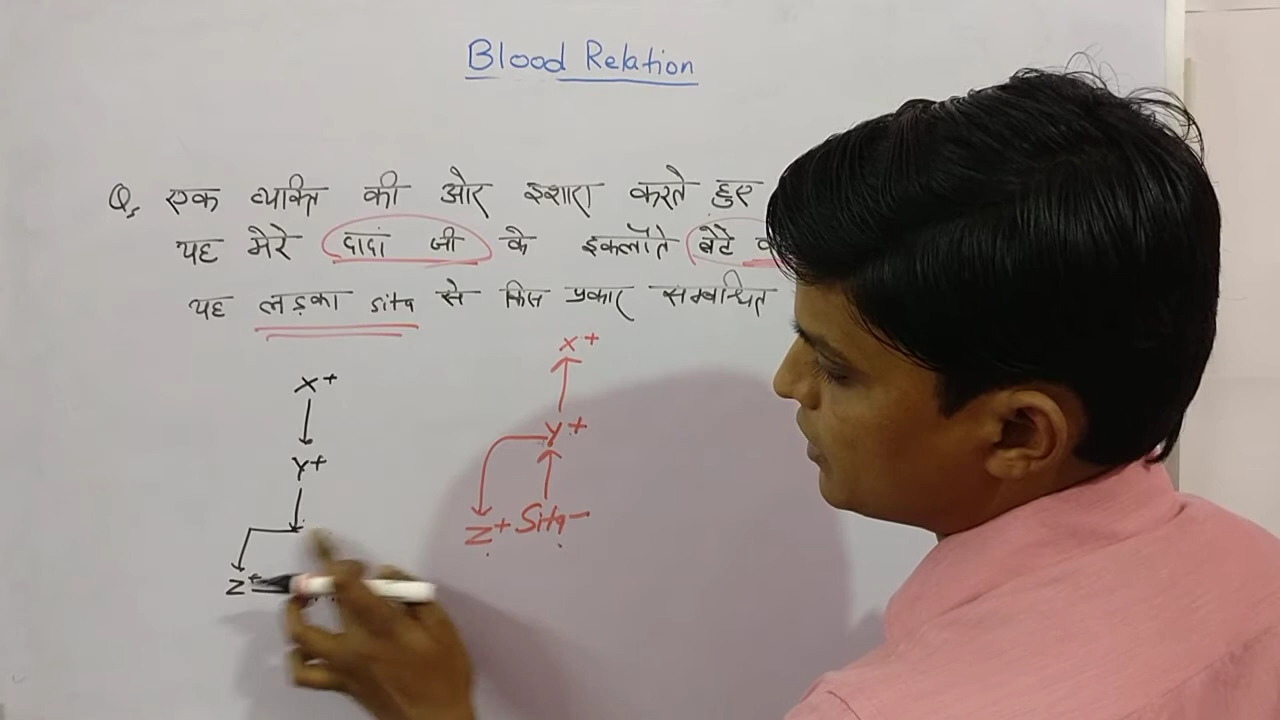 Blood Relation
Q. एक व्यक्ति की ओर इशारा करते हुए
यह मेरे दादा जी के इकलौते बेटे
यह लड़का sita से किस प्रकार सम्बन्धित
X+
Y+
Z+
X+
Y+
Z+ Sita-